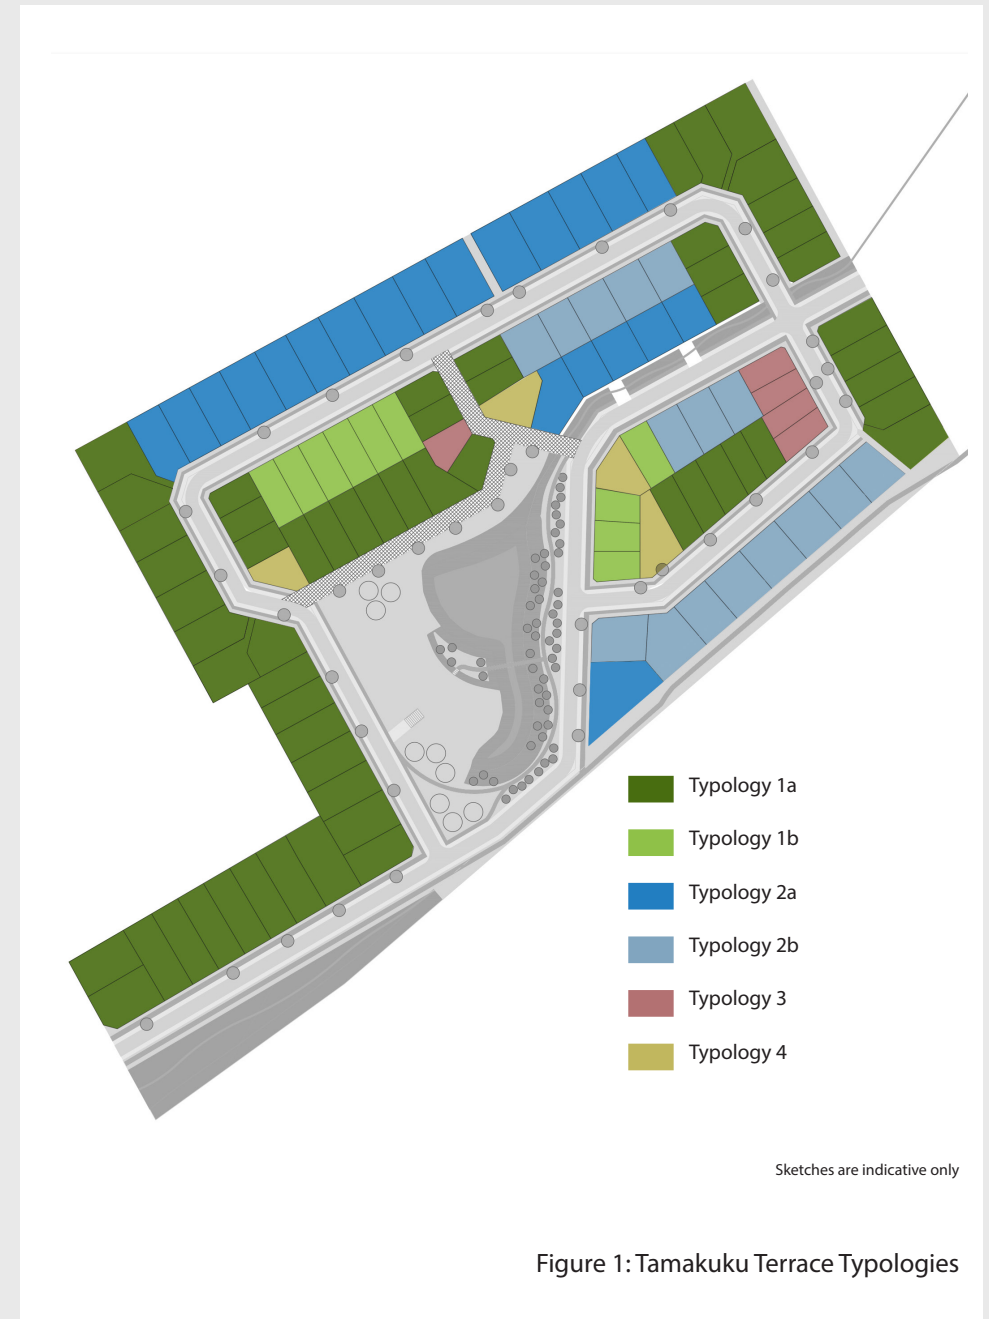 Typology 1a
Typology 1b
Typology 2a
Typology 2b
Typology 3
Typology 4
Sketches are indicative only
Figure 1: Tamakuku Terrace Typologies